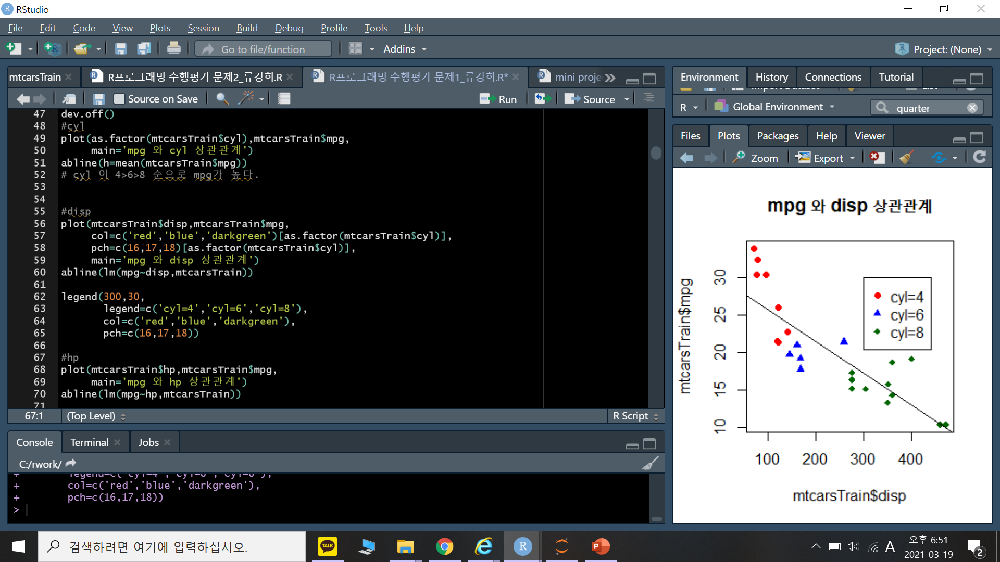 RStudio
File Edit Code View Plots Session Build Debug Profile Tools Help
Go to file/function Addins Project: (None)
mtcarsTrain R프로그래밍 수행평가 문제2_류경희.R R프로그래밍 수행평가 문제1_류경희.R* mini proje
Source on Save Run Source
47 dev.off()
48 #cyl
49 plot(as.factor(mtcarsTrain$cyl),mtcarsTrain$mpg,
50 main='mpg 와 cyl 상관관계')
51 abline(h=mean(mtcarsTrain$mpg))
52 # cyl 이 4>6>8 순으로 mpg가 높다.
53
54
55 #disp
56 plot(mtcarsTrain$disp,mtcarsTrain$mpg,
57 col=c('red','blue','darkgreen')[as.factor(mtcarsTrain$cyl)],
58 pch=c(16,17,18)[as.factor(mtcarsTrain$cyl)],
59 main='mpg 와 disp 상관관계')
60 abline(lm(mpg~disp,mtcarsTrain))
61
62 legend(300,30,
63 legend=c('cyl=4','cyl=6','cyl=8'),
64 col=c('red','blue','darkgreen'),
65 pch=c(16,17,18))
66
67 #hp
68 plot(mtcarsTrain$hp,mtcarsTrain$mpg,
69 main='mpg 와 hp 상관관계')
70 abline(lm(mpg~hp,mtcarsTrain))
71
67:1 (Top Level) R Script
Console Terminal Jobs
C:/rwork/
+ legend=c('cyl=4','cyl=6','cyl=8'),
+ col=c('red','blue','darkgreen'),
+ pch=c(16,17,18))
>
Environment History Connections Tutorial
R Global Environment quarter
Files Plots Packages Help Viewer
Zoom Export
mpg 와 disp 상관관계
mtcarsTrain$mpg
30
25
20
15
10
cyl=4
cyl=6
cyl=8
100 200 300 400
mtcarsTrain$disp
검색하려면 여기에 입력하십시오.
TALK
R
P
A
오후 6:51
2021-03-19
2